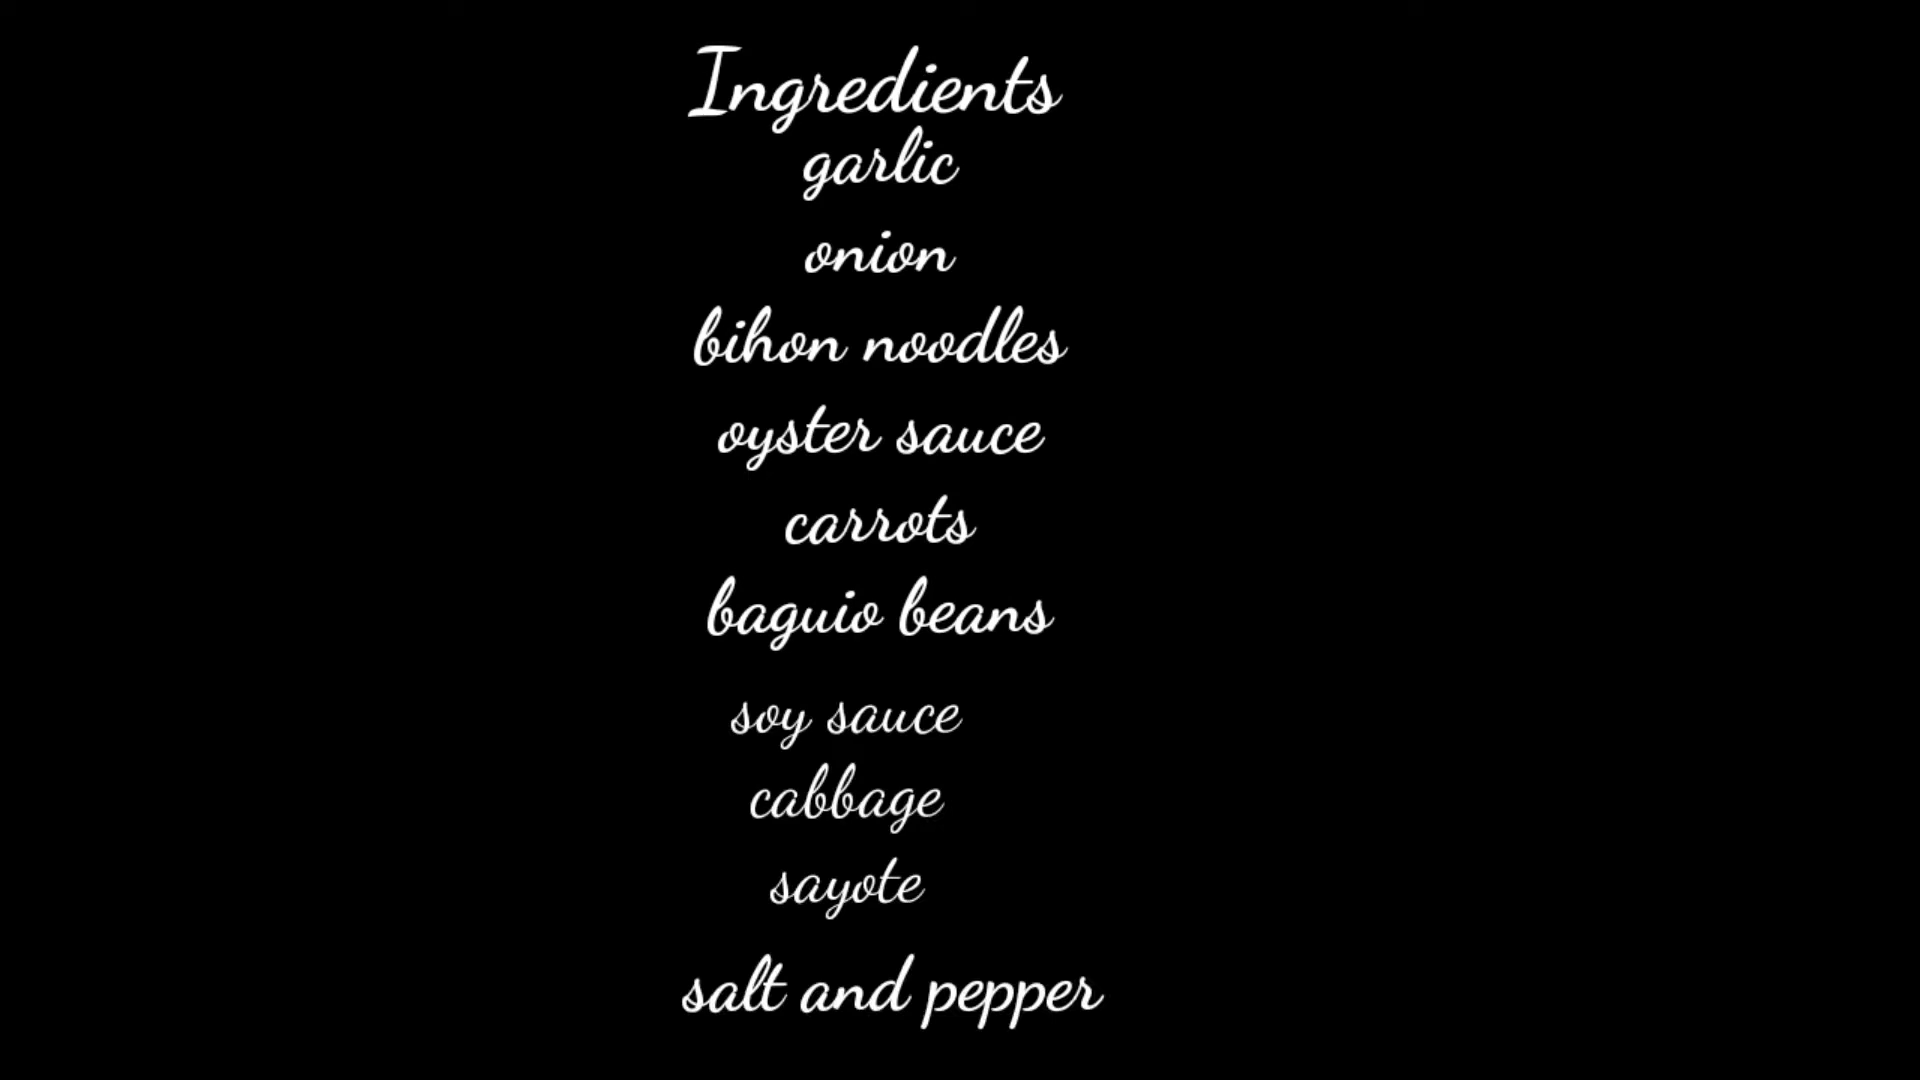 Ingredients
garlic
onion
bihon noodles
oyster sauce
carrots
baguio beans
soy sauce
cabbage
sayote
salt and pepper